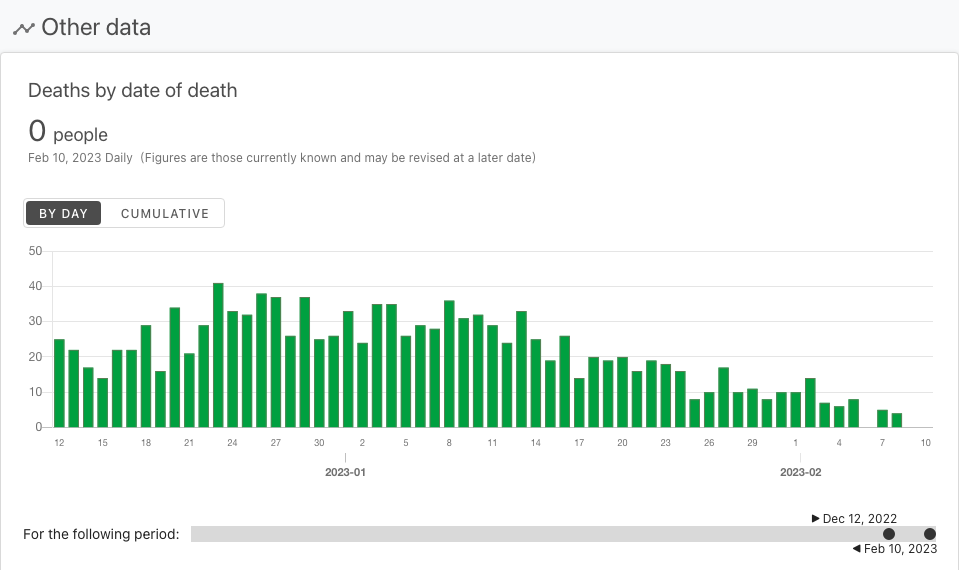 Other data
Deaths by date of death
0 people
Feb 10, 2023 Daily (Figures are those currently known and may be revised at a later date)
BY DAY CUMULATIVE
50
40
30
20
10
0
12 15 18 21 24 27 30 2 5 8 11 14 17 20 23 26 29 1 4 7 10
2023-01 2023-02
▶ Dec 12, 2022
For the following period:
◀ Feb 10, 2023